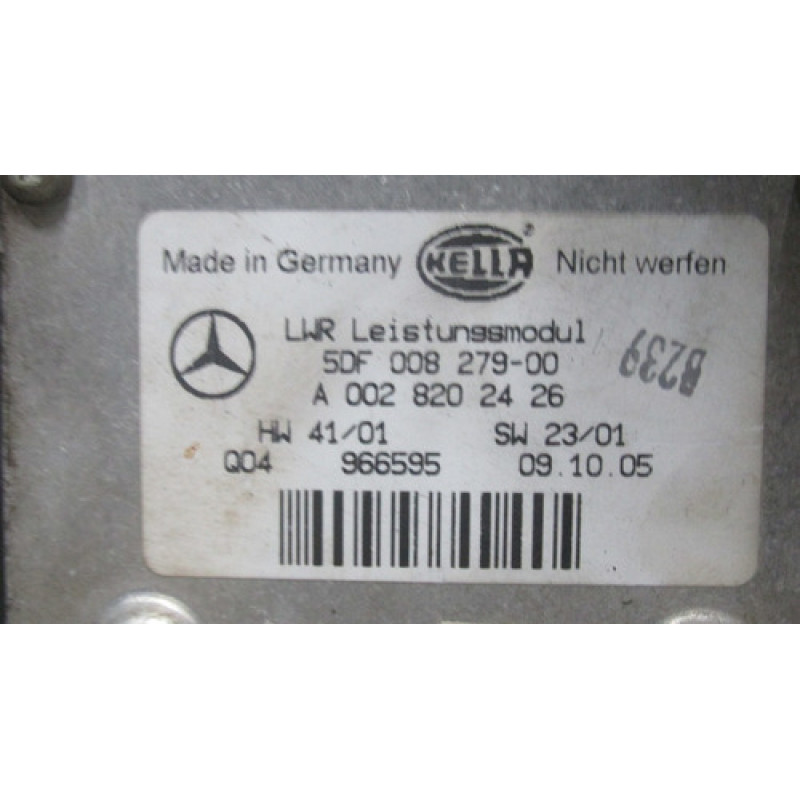 Made in Germany HELLA Nicht werfen
LWR Leistungsmodul
5DF 008 279-00
8239
A 002 820 24 26
HW 41/01 SW 23/01
Q04 966595 09.10.05